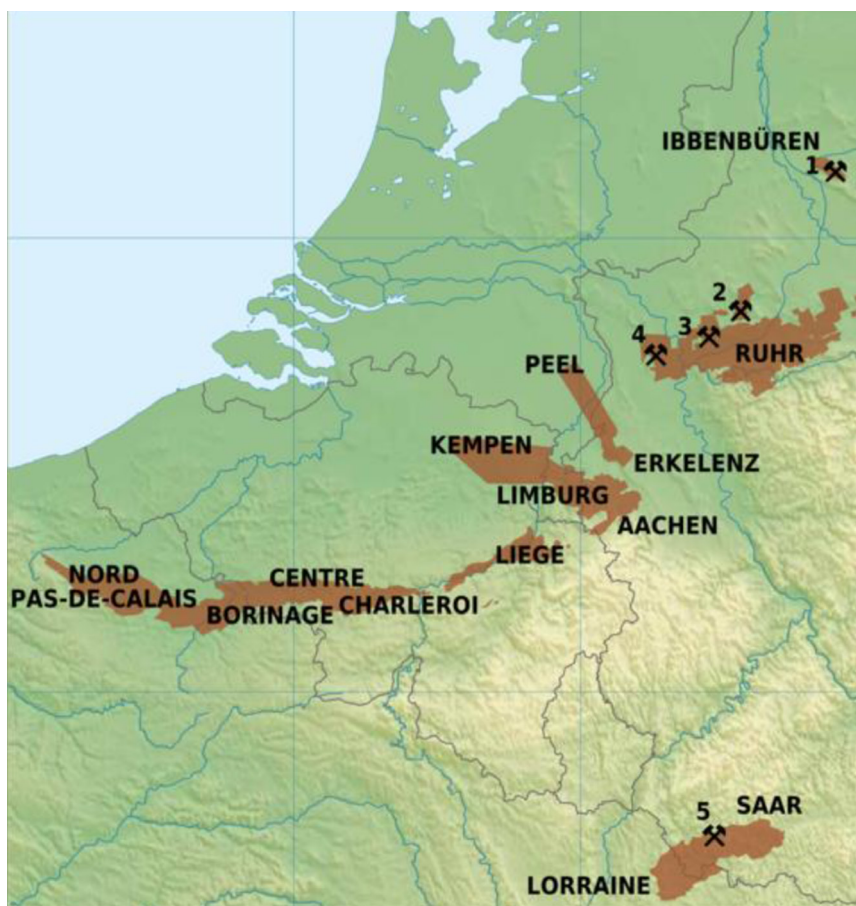 IBBENBÜREN
1
2
3
4
RUHR
PEEL
KEMPEN
ERKELENZ
LIMBURG
AACHEN
LIEGE
NORD
CENTRE
PAS-DE-CALAIS
BORINAGE
CHARLEROI
5
SAAR
LORRAINE